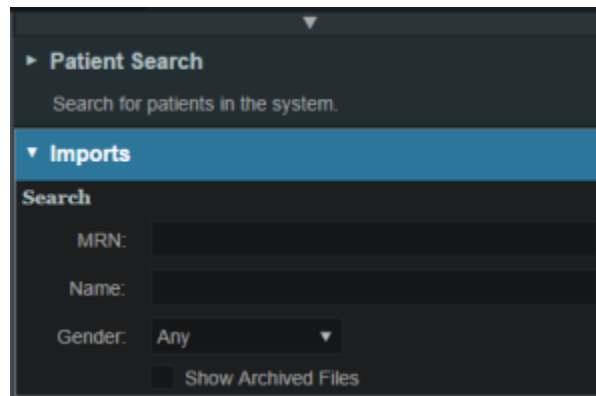 Patient Search
Search for patients in the system.
Imports
Search
MRN:
Name:
Gender: Any
Show Archived Files